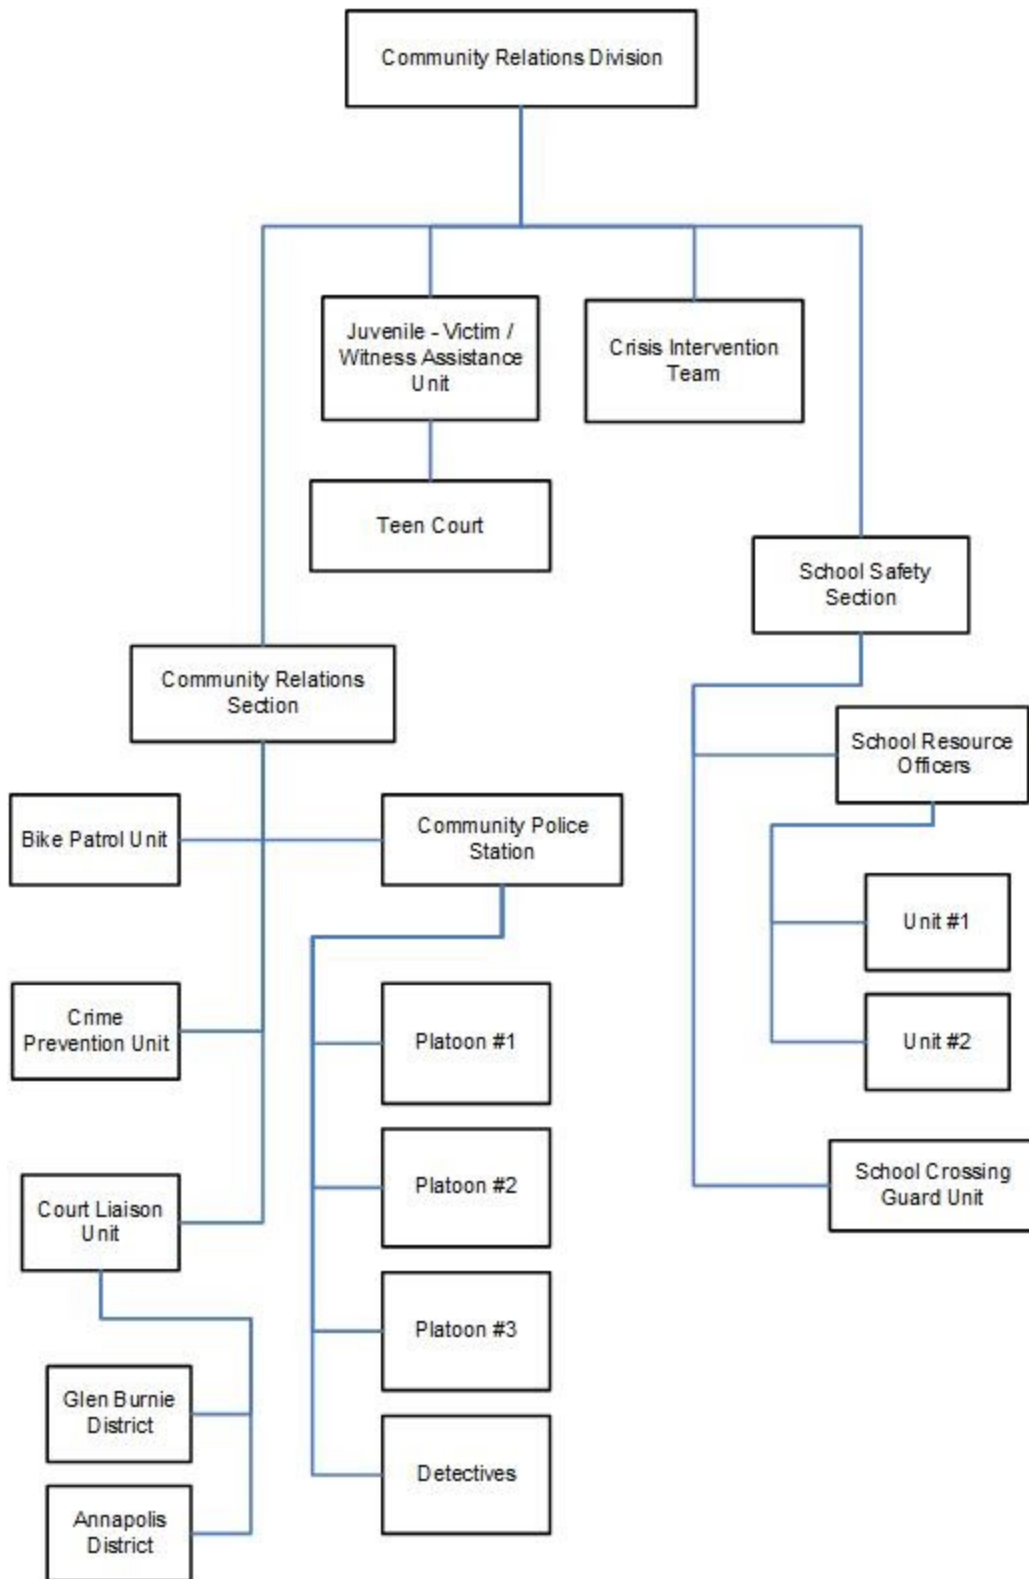 Community Relations Division
Juvenile - Victim /
Witness Assistance
Unit
Crisis Intervention
Team
Teen Court
School Safety
Section
Community Relations
Section
School Resource
Officers
Bike Patrol Unit
Community Police
Station
Unit #1
Crime
Prevention Unit
Platoon #1
Unit #2
Court Liaison
Unit
Platoon #2
School Crossing
Guard Unit
Platoon #3
Glen Burnie
District
Detectives
Annapolis
District